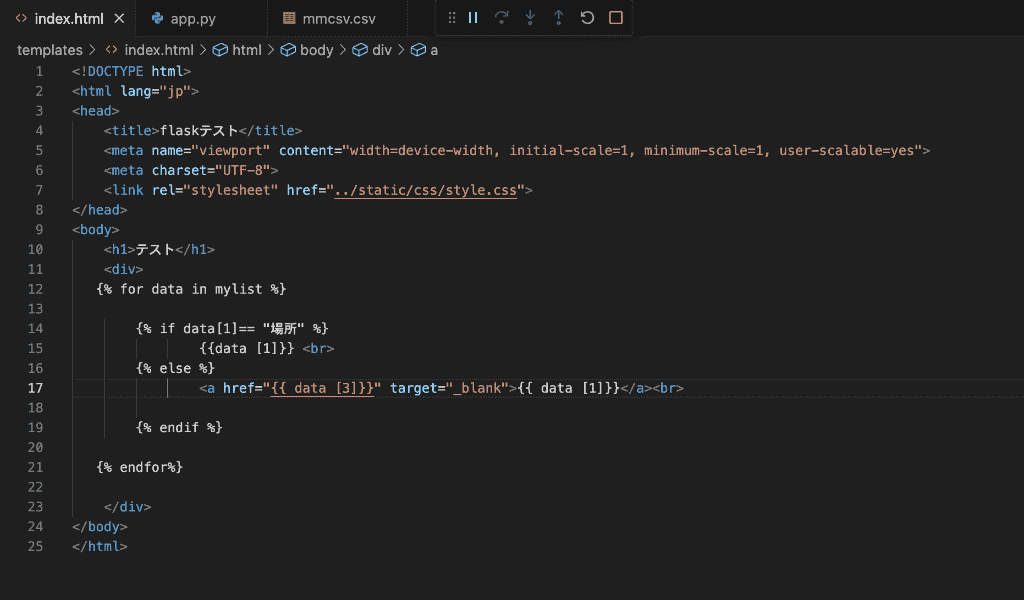 index.html app.py mmcsv.csv
templates > index.html > html > body > div > a
1 <!DOCTYPE html>
2 <html lang="jp">
3 <head>
4 <title>flaskテスト</title>
5 <meta name="viewport" content="width=device-width, initial-scale=1, minimum-scale=1, user-scalable=yes">
6 <meta charset="UTF-8">
7 <link rel="stylesheet" href="../static/css/style.css">
8 </head>
9 <body>
10 <h1>テスト</h1>
11 <div>
12 {% for data in mylist %}
13
14 {% if data[1]== "場所" %}
15 {{data [1]}} <br>
16 {% else %}
17 <a href="{{ data [3]}}" target="_blank">{{ data [1]}}</a><br>
18
19 {% endif %}
20
21 {% endfor%}
22
23 </div>
24 </body>
25 </html>